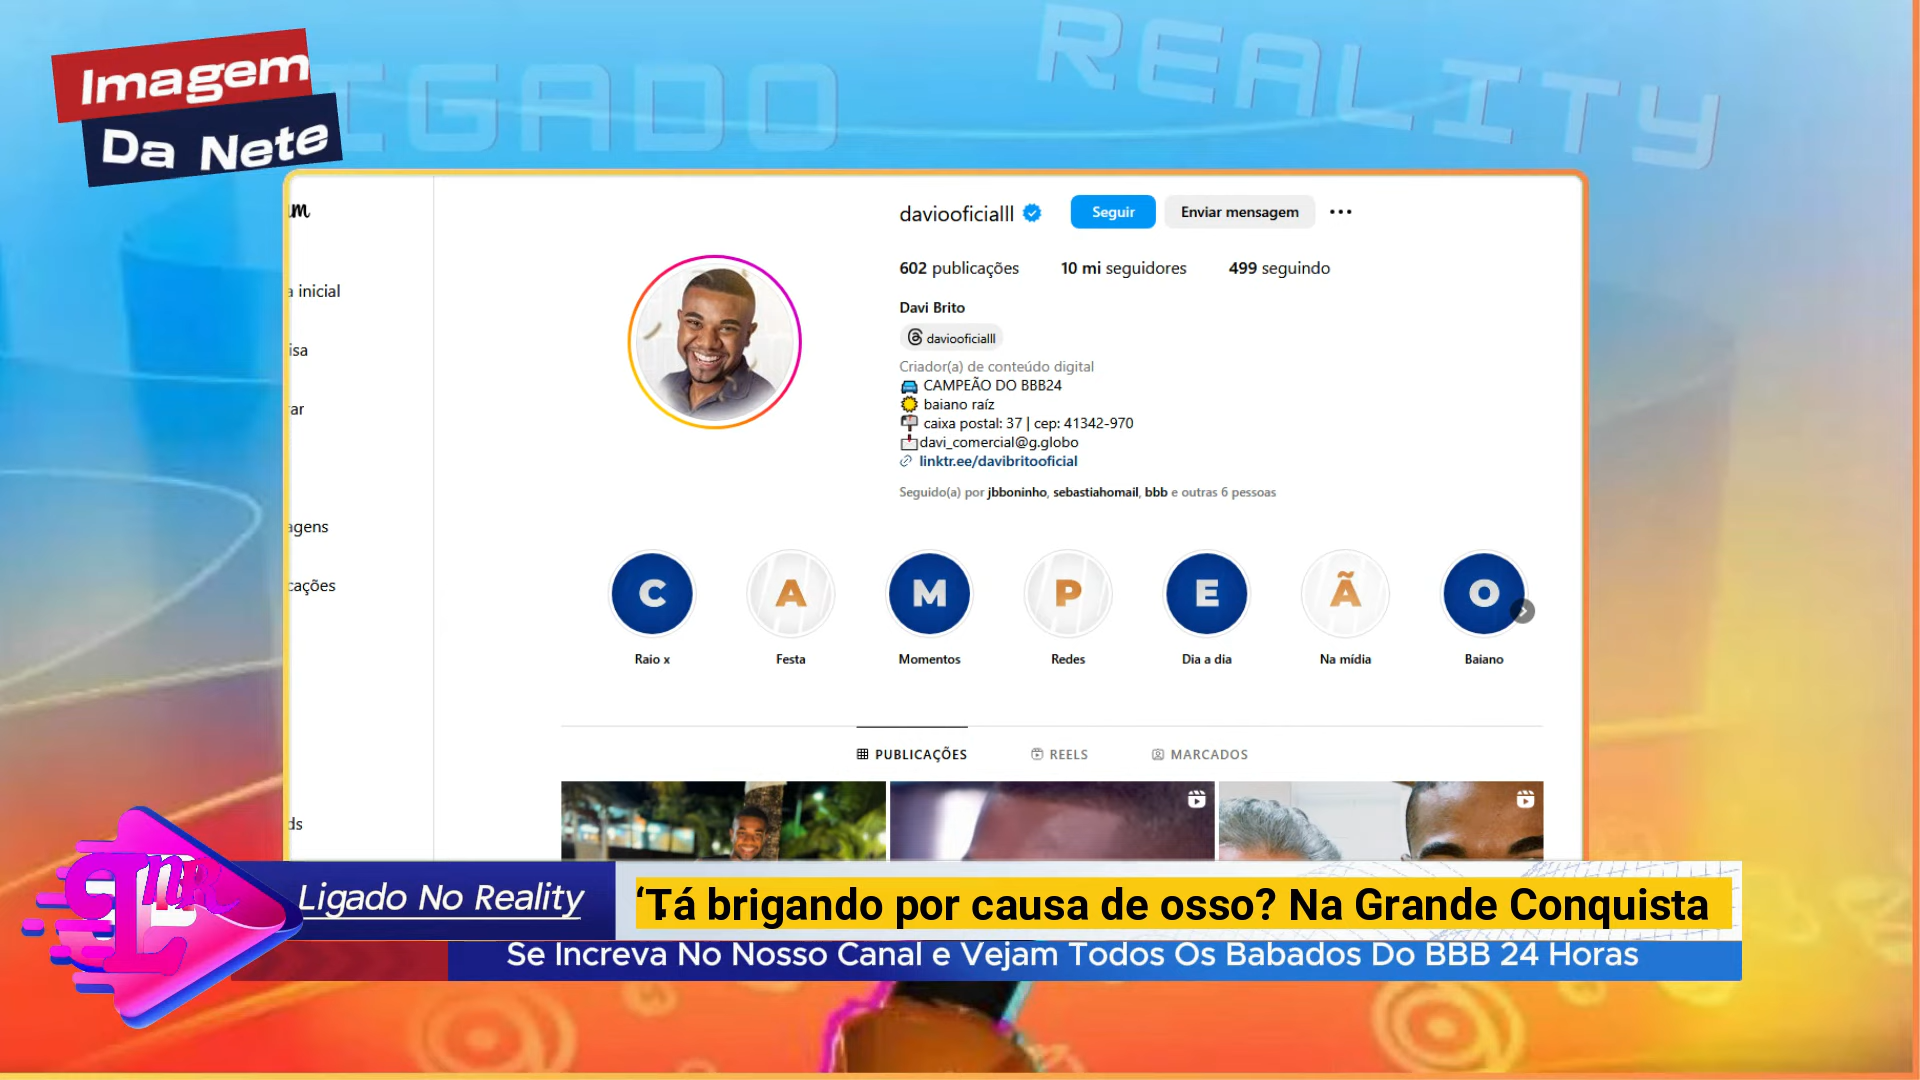 Imagem
Da Nete
IGADO
REALITY
daviooficialll
Seguir
Enviar mensagem
602 publicações
10 mi seguidores
499 seguindo
a inicial
Davi Brito
daviooficialll
isa
Criador(a) de conteúdo digital
CAMPEÃO DO BBB24
baiano raíz
ar
caixa postal: 37 | cep: 41342-970
davi_comercial@g.globo
linktr.ee/davibritooficial
Seguido(a) por jbboninho, sebastiahomail, bbb e outras 6 pessoas
agens
cações
C A M P E Ã O
Raio x
Festa
Momentos
Redes
Dia a dia
Na mídia
Baiano
PUBLICAÇÕES
REELS
MARCADOS
ds
LnR
Ligado No Reality
‘Tá brigando por causa de osso? Na Grande Conquista
Se Increva No Nosso Canal e Vejam Todos Os Babados Do BBB 24 Horas